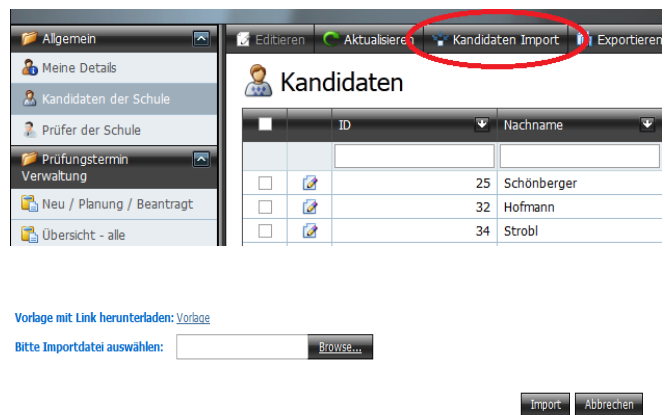 Allgemein
Editieren Aktualisieren Kandidaten Import Exportieren
Meine Details
Kandidaten
Kandidaten der Schule
ID Nachname
Prüfer der Schule
Prüfungstermin
Verwaltung
25 Schönberger
Neu / Planung / Beantragt
32 Hofmann
Übersicht - alle
34 Strobl
Vorlage mit Link herunterladen: Vorlage
Bitte Importdatei auswählen: Browse...
Import Abbrechen